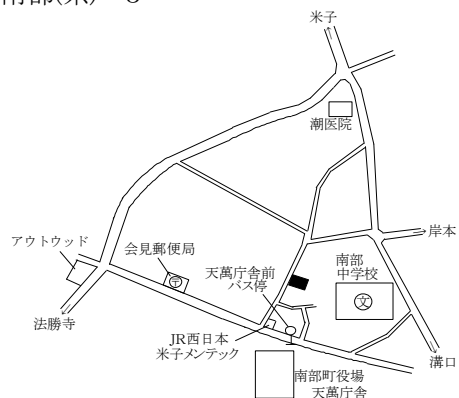 米子
潮医院
岸本
アウトウッド
会見郵便局
天萬庁舎前
バス停
南部
中学校
文
法勝寺
JR西日本
米子メンテック
溝口
南部町役場
天萬庁舎